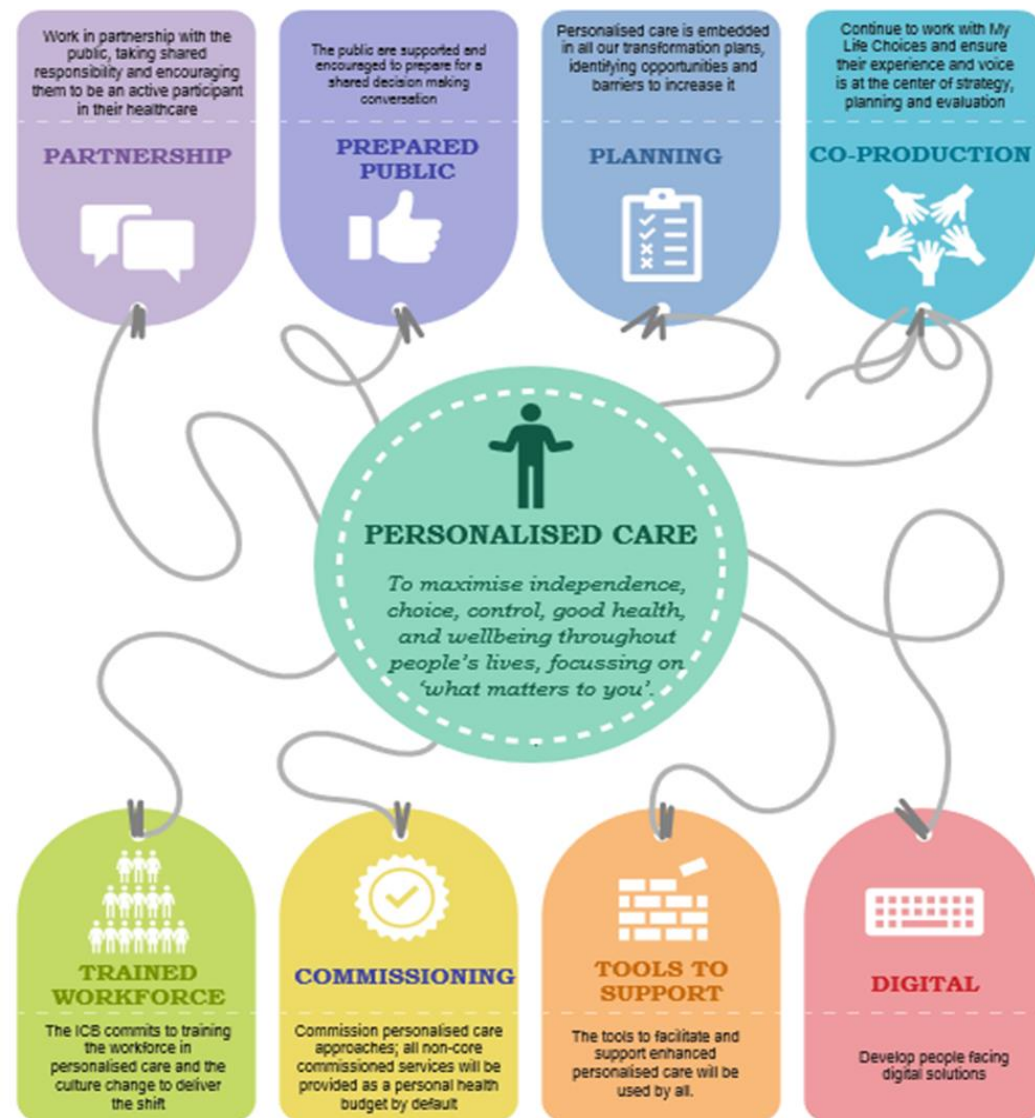 Work in partnership with the
public, taking shared
responsibility and encouraging
them to be an active participant
in their healthcare
PARTNERSHIP
The public are supported and
encouraged to prepare for a
shared decision making
conversation
PREPARED
PUBLIC
Personalised care is embedded
in all our transformation plans,
identifying opportunities and
barriers to increase it
PLANNING
Continue to work with My
Life Choices and ensure
their experience and voice
is at the center of strategy,
planning and evaluation
CO-PRODUCTION
PERSONALISED CARE
To maximise independence,
choice, control, good health,
and wellbeing throughout
people's lives, focussing on
'what matters to you'.
.
TRAINED
WORKFORCE
The ICB commits to training
the workforce in
personalised care and the
culture change to deliver
the shift
COMMISSIONING
Commission personalised care
approaches; all non-core
commissioned services will be
provided as a personal health
budget by default
TOOLS TO
SUPPORT
The tools to facilitate and
support enhanced
personalised care will be
used by all.
DIGITAL
Develop people facing
digital solutions